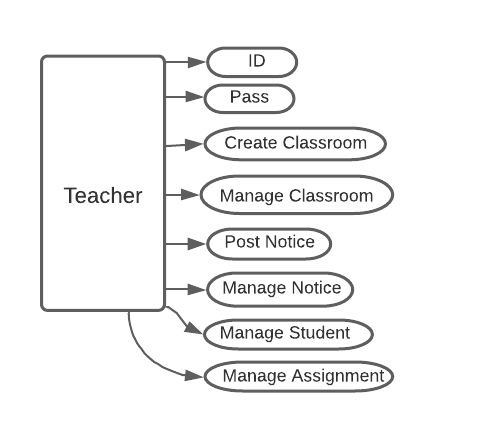 Teacher
ID
Pass
Create Classroom
Manage Classroom
Post Notice
Manage Notice
Manage Student
Manage Assignment